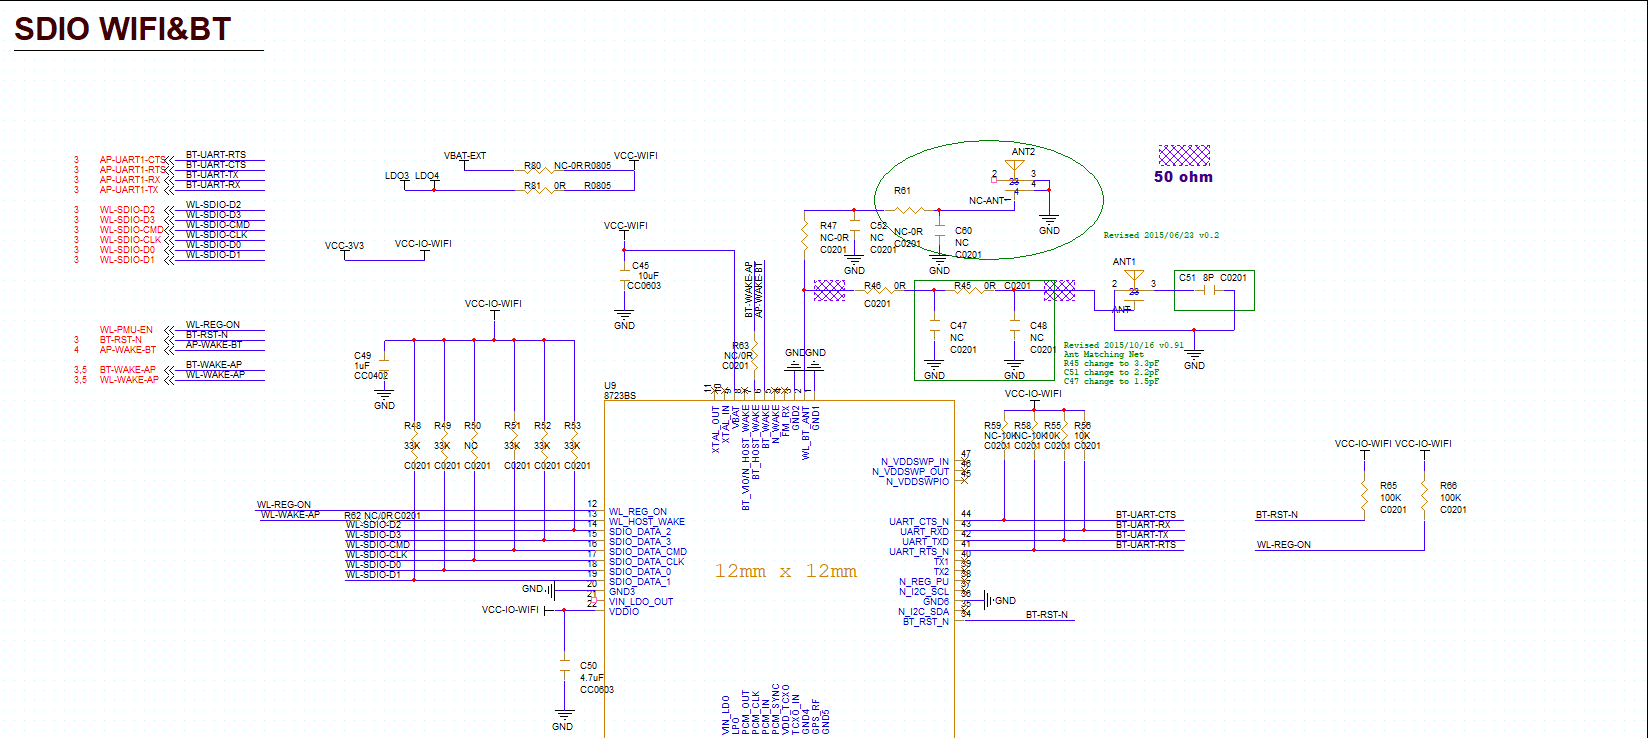 SDIO WIFI&BT
3 AP-UART1-CTS BT-UART-RTS
3 AP-UART1-RTS BT-UART-CTS
3 AP-UART1-RX BT-UART-TX
3 AP-UART1-TX BT-UART-RX
3 WL-SDIO-D2 WL-SDIO-D2
3 WL-SDIO-D3 WL-SDIO-D3
3 WL-SDIO-CMD WL-SDIO-CMD
3 WL-SDIO-CLK WL-SDIO-CLK
3 WL-SDIO-D0 WL-SDIO-D0
3 WL-SDIO-D1 WL-SDIO-D1
WL-PMU-EN WL-REG-ON
3 BT-RST-N BT-RST-N
4 AP-WAKE-BT AP-WAKE-BT
3,5 BT-WAKE-AP BT-WAKE-AP
3,5 WL-WAKE-AP WL-WAKE-AP
VBAT-EXT
R80 NC-0R R0805
VCC-WIFI
LDO3 LDO4
R81 0R R0805
VCC-3V3
VCC-IO-WIFI
VCC-WIFI
C45
10uF
CC0603
GND
BT-WAKE-AP
AP-WAKE-BT
R63
NC/0R
C0201
ANT2
2
3
23
4
4
NC-ANT
GND
R61
NC-0R
C0201
R47
NC-0R
C0201
C52
NC
C0201
GND
C60
NC
C0201
GND
50 ohm
Revised 2015/06/23 v0.2
R46 0R
C0201
R45 0R C0201
C47
NC
C0201
GND
C48
NC
C0201
GND
ANT1
2
3
23
ANT
C51 8P C0201
GND
Revised 2015/10/16 v0.91
Ant Matching Net
R45 change to 3.3pF
C51 change to 2.2pF
C47 change to 1.5pF
GND GND
VCC-IO-WIFI
C49
1uF
CC0402
GND
R48
33K
C0201
R49
33K
C0201
R50
NC
C0201
R51
33K
C0201
R52
33K
C0201
R53
33K
C0201
U9
8723BS
11 XTAL_OUT
10 XTAL_IN
9 VBAT
8 BT_VIO/N_HOST_WAKE
7 BT_HOST_WAKE
6 BT_WAKE
5 N_WAKE
4 FM_RX
3 GND2
2 WL_BT_ANT
1 GND1
WL-REG-ON 12 WL_REG_ON
WL-WAKE-AP R62 NC/0R C0201 13 WL_HOST_WAKE
WL-SDIO-D2 14 SDIO_DATA_2
WL-SDIO-D3 15 SDIO_DATA_3
WL-SDIO-CMD 16 SDIO_DATA_CMD
WL-SDIO-CLK 17 SDIO_DATA_CLK
WL-SDIO-D0 18 SDIO_DATA_0
WL-SDIO-D1 19 SDIO_DATA_1
GND 20 GND3
21 VIN_LDO_OUT
VCC-IO-WIFI 22 VDDIO
C50
4.7uF
CC0603
GND
12mm x 12mm
VIN_LDO
LPO
PCM_OUT
PCM_CLK
PCM_IN
PCM_SYNC
VDD_TCXO
TCXO_IN
GND4
GPS_RF
GND5
VCC-IO-WIFI
R59
NC-10K
C0201
R58
NC-10K
C0201
R55
10K
C0201
R56
10K
C0201
N_VDDSWP_IN 47
N_VDDSWP_OUT 46
N_VDDSWPIO 45
UART_CTS_N 44 BT-UART-CTS
UART_RXD 43 BT-UART-RX
UART_TXD 42 BT-UART-TX
UART_RTS_N 41 BT-UART-RTS
TX1 40
TX2 39
N_REG_PU 38
N_I2C_SCL 37
GND6 36 GND
N_I2C_SDA 35
BT_RST_N 34 BT-RST-N
VCC-IO-WIFI VCC-IO-WIFI
R65
100K
C0201
R66
100K
C0201
BT-RST-N
WL-REG-ON